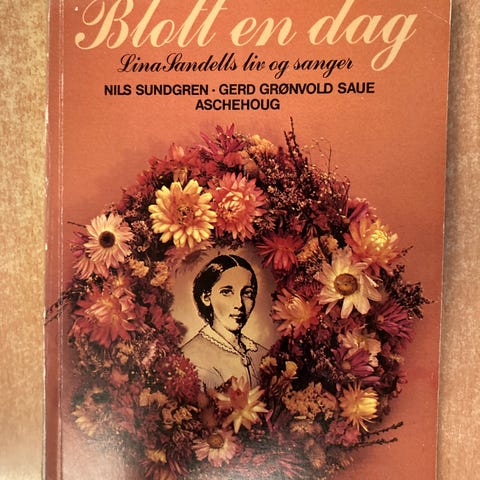 Blott en dag
Lina Sandells liv og sanger
NILS SUNDGREN · GERD GRØNVOLD SAUE
ASCHEHOUG